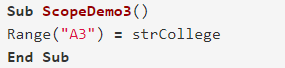 Sub ScopeDemo3()
Range("A3") = strCollege
End Sub